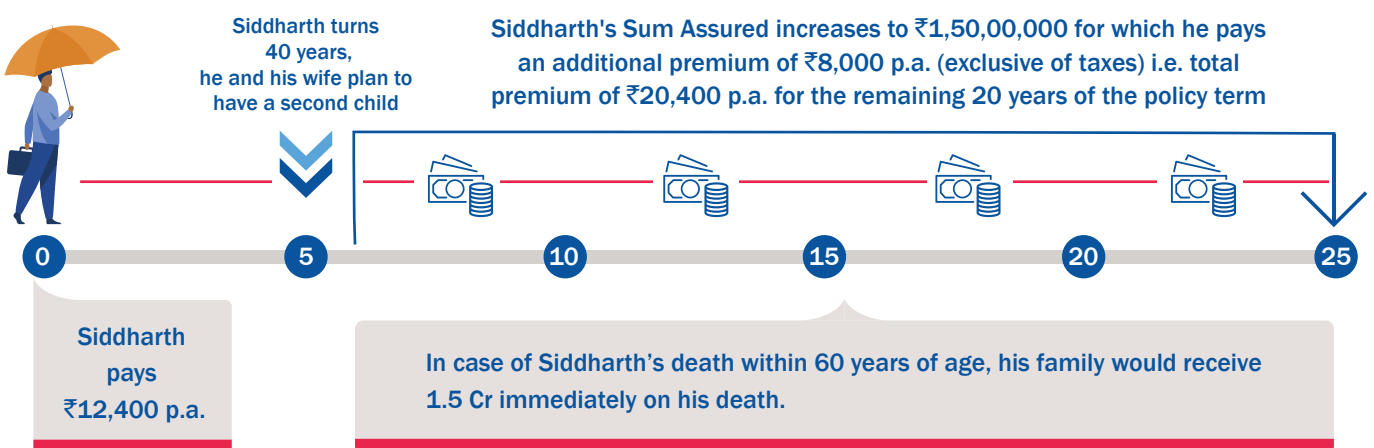 Siddharth turns
40 years,
he and his wife plan to
have a second child
Siddharth's Sum Assured increases to ₹1,50,00,000 for which he pays
an additional premium of ₹8,000 p.a. (exclusive of taxes) i.e. total
premium of ₹20,400 p.a. for the remaining 20 years of the policy term
0
5
10
15
20
25
Siddharth
pays
₹12,400 p.a.
In case of Siddharth’s death within 60 years of age, his family would receive
1.5 Cr immediately on his death.